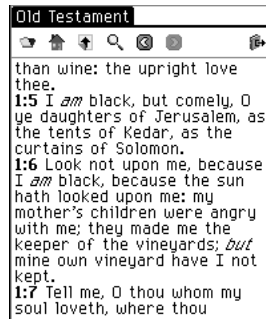 Old Testament
than wine: the upright love
thee.
1:5 I am black, but comely, O
ye daughters of Jerusalem, as
the tents of Kedar, as the
curtains of Solomon.
1:6 Look not upon me, because
I am black, because the sun
hath looked upon me: my
mother's children were angry
with me; they made me the
keeper of the vineyards; but
mine own vineyard have I not
kept.
1:7 Tell me, O thou whom my
soul loveth, where thou